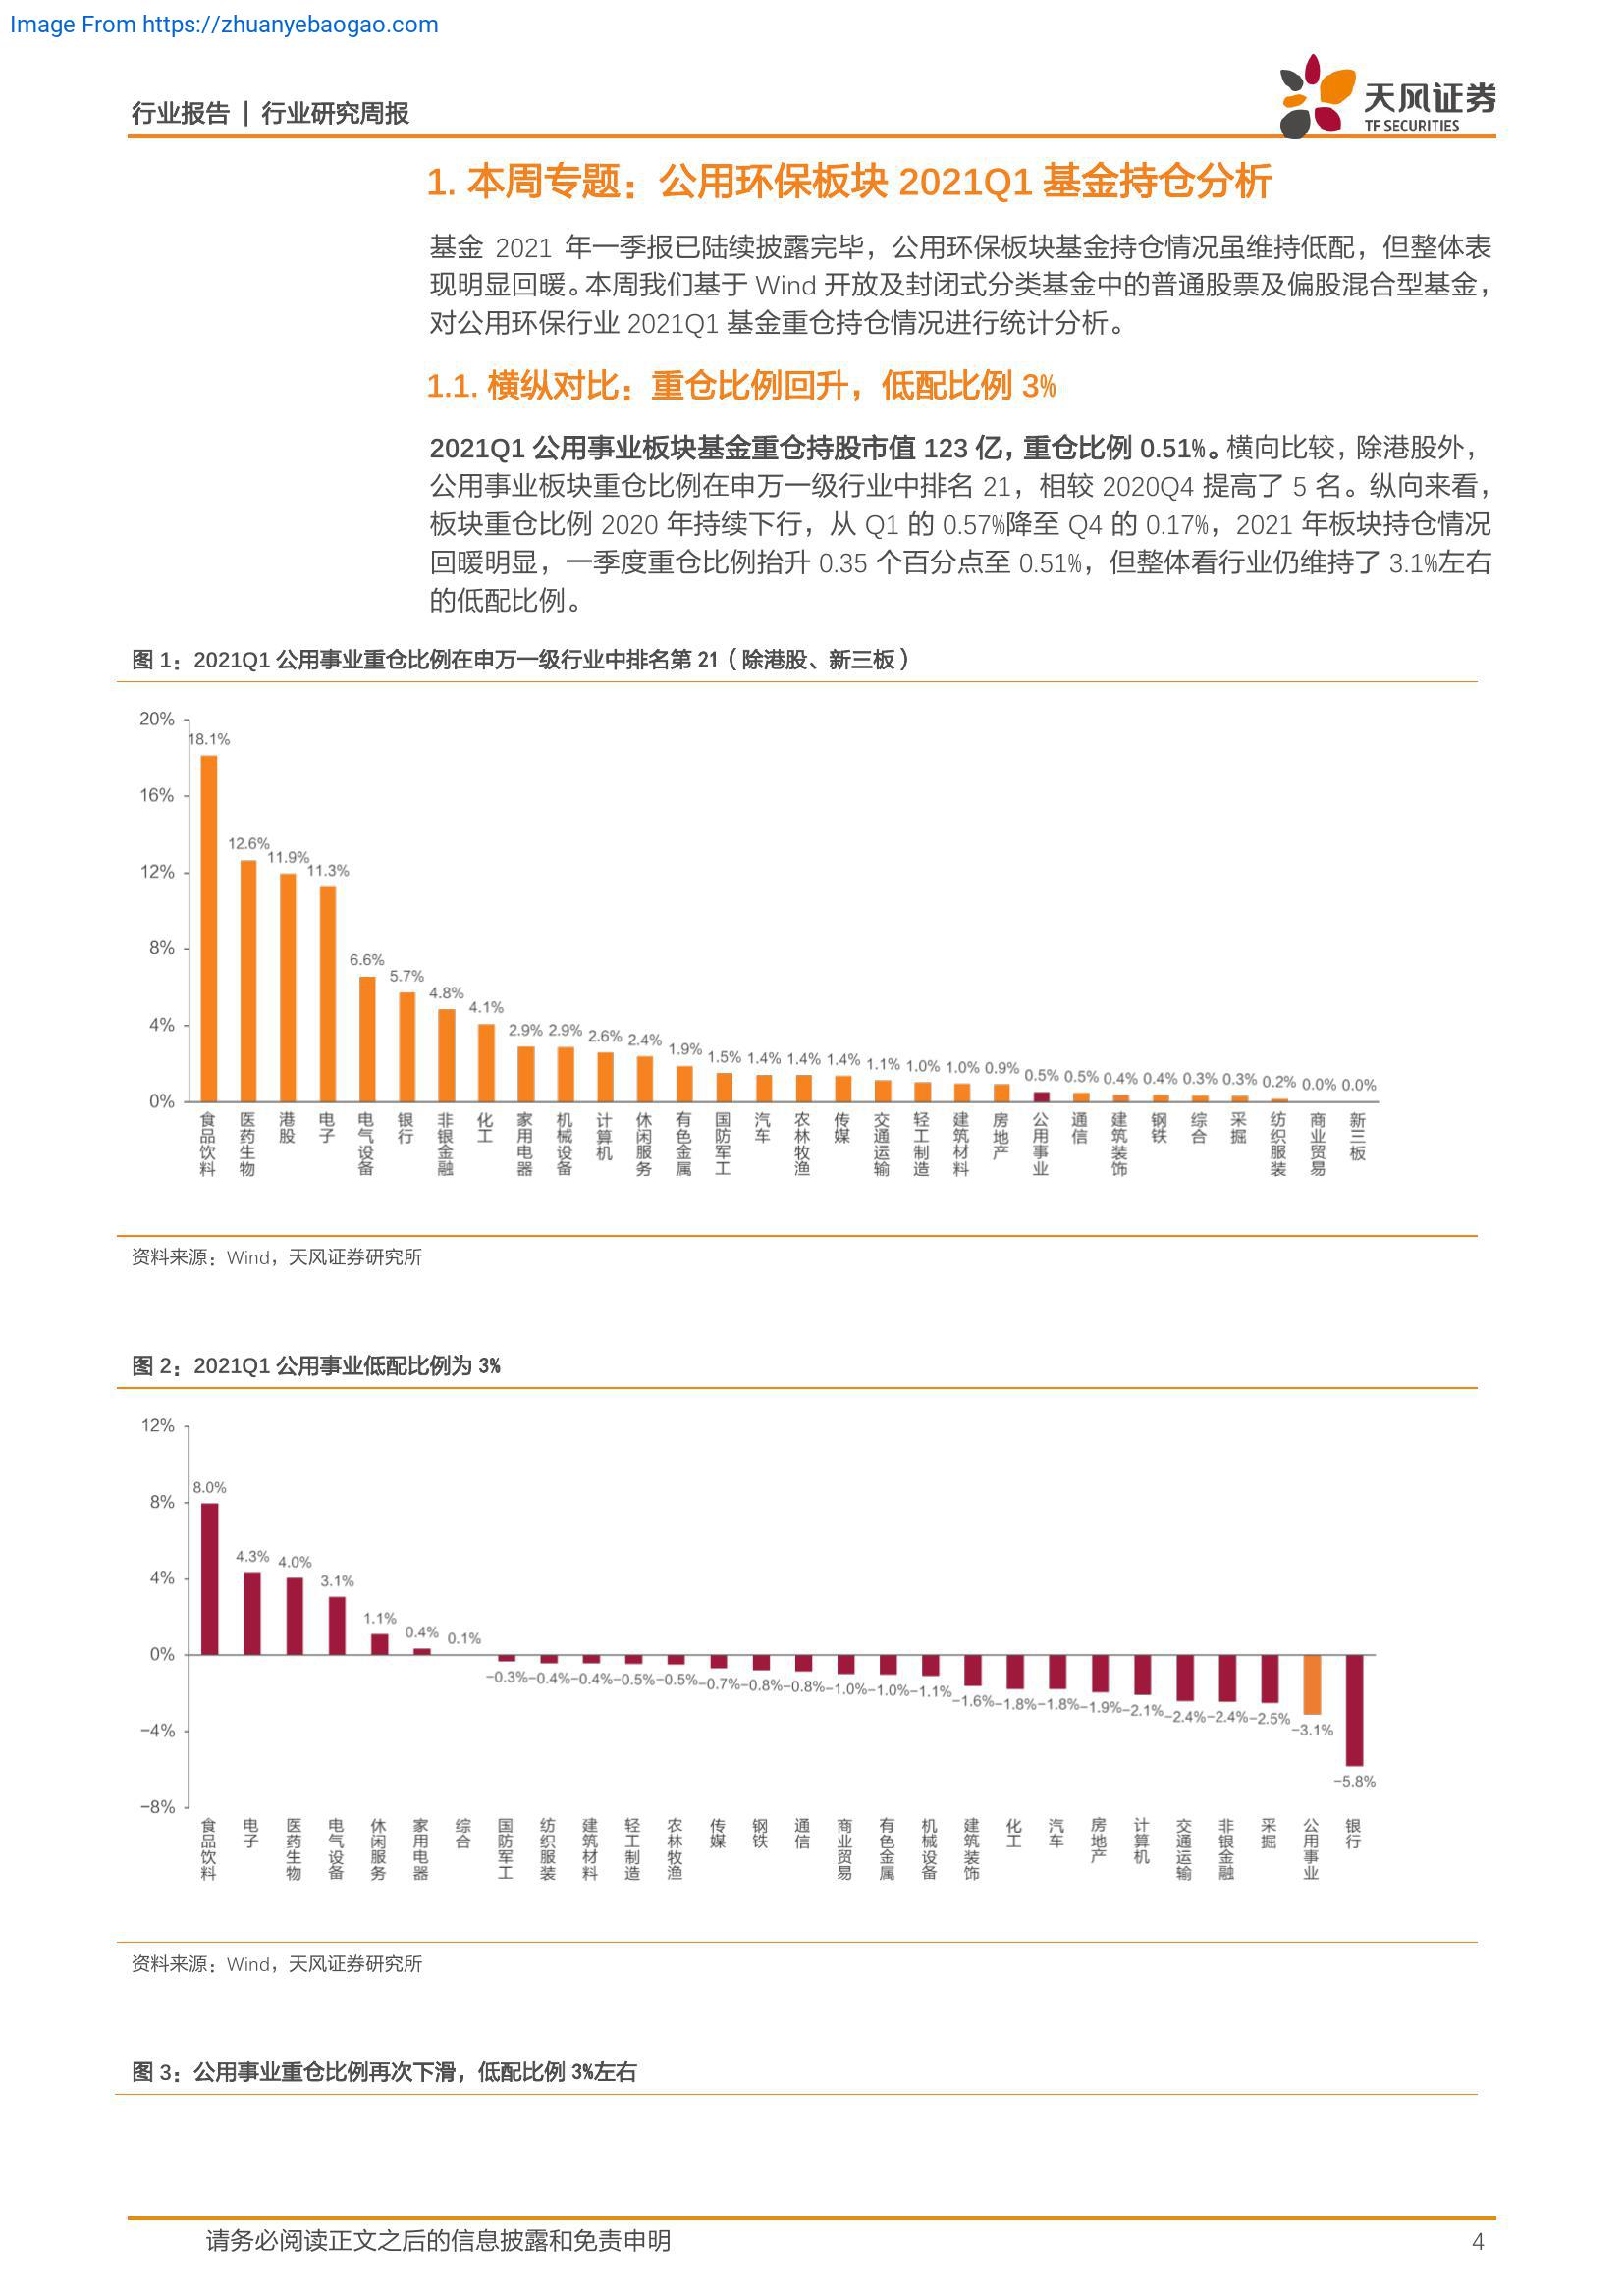 Image From https://zhuanyebaogao.com
行业报告 | 行业研究周报
天风证券
TF SECURITIES
1. 本周专题：公用环保板块 2021Q1 基金持仓分析
基金 2021 年一季报已陆续披露完毕，公用环保板块基金持仓情况虽维持低配，但整体表
现明显回暖。本周我们基于 Wind 开放及封闭式分类基金中的普通股票及偏股混合型基金，
对公用环保行业 2021Q1 基金重仓持仓情况进行统计分析。
1.1. 横纵对比：重仓比例回升，低配比例 3%
2021Q1 公用事业板块基金重仓持股市值 123 亿，重仓比例 0.51%。横向比较，除港股外，
公用事业板块重仓比例在申万一级行业中排名 21，相较 2020Q4 提高了 5 名。纵向来看，
板块重仓比例 2020 年持续下行，从 Q1 的 0.57%降至 Q4 的 0.17%，2021 年板块持仓情况
回暖明显，一季度重仓比例抬升 0.35 个百分点至 0.51%，但整体看行业仍维持了 3.1%左右
的低配比例。
图 1：2021Q1 公用事业重仓比例在申万一级行业中排名第 21（除港股、新三板）
20%
16%
12%
8%
4%
0%
18.1% 12.6% 11.9% 11.3% 6.6% 5.7% 4.8% 4.1% 2.9% 2.9% 2.6% 2.4% 1.9% 1.5% 1.4% 1.4% 1.4% 1.1% 1.0% 1.0% 0.9% 0.5% 0.5% 0.4% 0.4% 0.3% 0.3% 0.2% 0.0% 0.0%
食品饮料 医药生物 港股 电子 电气设备 银行 非银金融 化工 家用电器 机械设备 计算机 休闲服务 有色金属 国防军工 汽车 农林牧渔 传媒 交通运输 轻工制造 建筑材料 房地产 公用事业 通信 建筑装饰 钢铁 综合 采掘 纺织服装 商业贸易 新三板
资料来源：Wind，天风证券研究所
图 2：2021Q1 公用事业低配比例为 3%
12%
8%
4%
0%
−4%
−8%
8.0% 4.3% 4.0% 3.1% 1.1% 0.4% 0.1% −0.3% −0.4% −0.4% −0.5% −0.5% −0.7% −0.8% −0.8% −1.0% −1.0% −1.1% −1.6% −1.8% −1.8% −1.9% −2.1% −2.4% −2.4% −2.5% −3.1% −5.8%
食品饮料 电子 医药生物 电气设备 休闲服务 家用电器 综合 国防军工 纺织服装 建筑材料 轻工制造 农林牧渔 传媒 钢铁 通信 商业贸易 有色金属 机械设备 建筑装饰 化工 汽车 房地产 计算机 交通运输 非银金融 采掘 公用事业 银行
资料来源：Wind，天风证券研究所
图 3：公用事业重仓比例再次下滑，低配比例 3%左右
请务必阅读正文之后的信息披露和免责申明
4